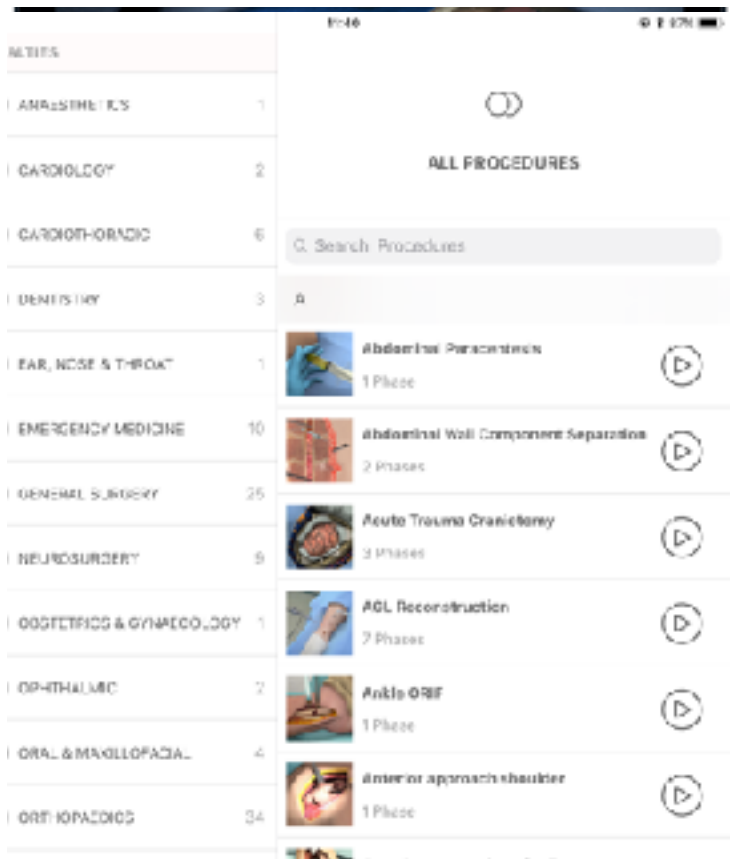 ALTIES
ANAESTHETICS 1
CARDIOLOGY 2
CARDIOTHORACIC 6
DENTISTRY 3
EAR, NOSE & THROAT 1
EMERGENCY MEDICINE 10
GENERAL SURGERY 25
NEUROSURGERY 9
OBSTETRICS & GYNAECOLOGY 1
OPHTHALMIC 2
ORAL & MAXILLOFACIAL 4
ORTHOPAEDICS 34
97%
ALL PROCEDURES
Search Procedures
A
Abdominal Paracentesis
1 Phase
Abdominal Wall Component Separation
2 Phases
Acute Trauma Craniotomy
3 Phases
ACL Reconstruction
7 Phases
Ankle ORIF
1 Phase
Anterior approach shoulder
1 Phase